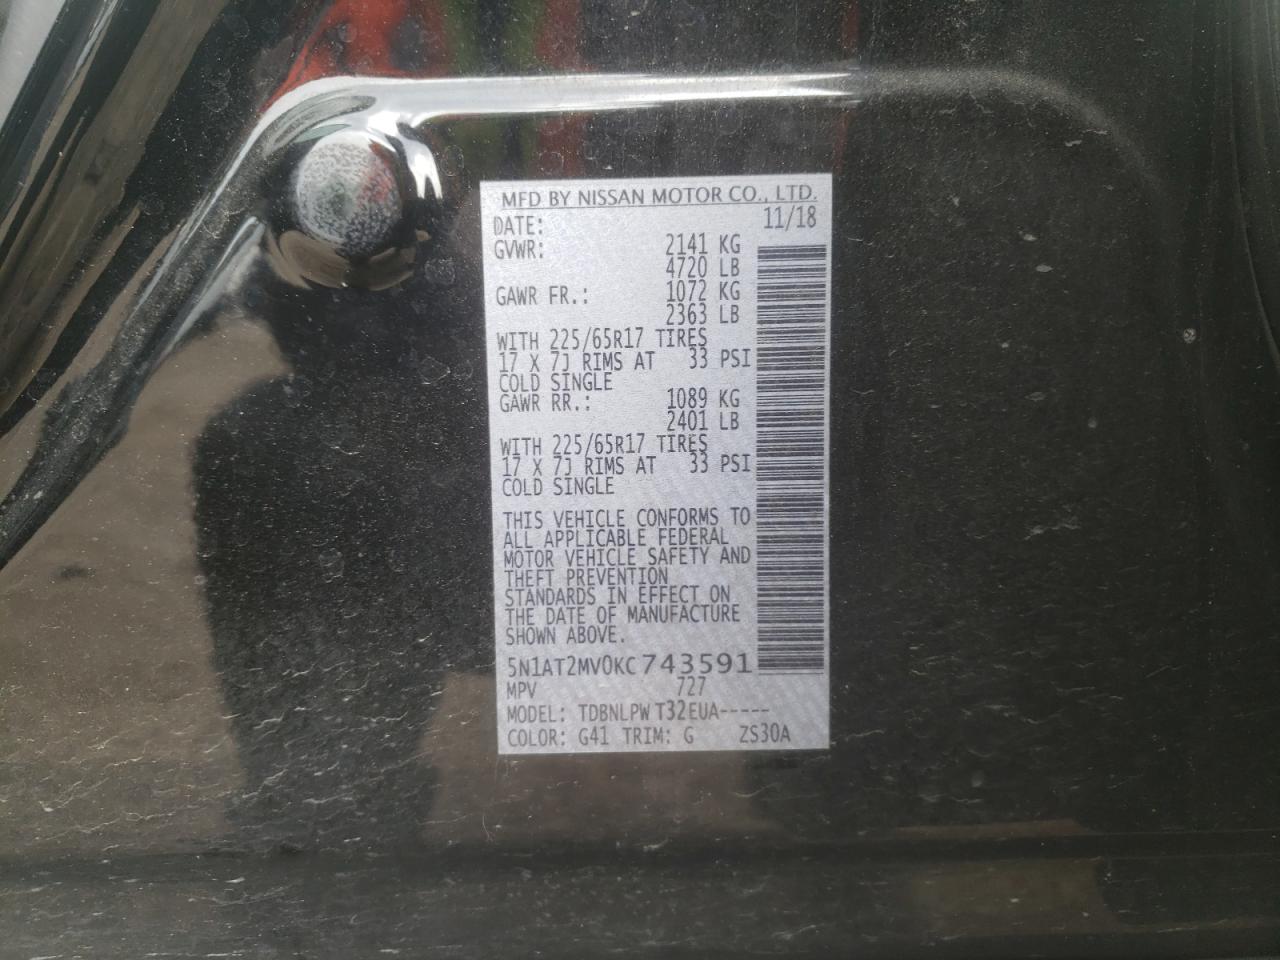 MFD BY NISSAN MOTOR CO., LTD.
DATE: 11/18
GVWR: 2141 KG
4720 LB
GAWR FR.: 1072 KG
2363 LB
WITH 225/65R17 TIRES
17 X 7J RIMS AT 33 PSI
COLD SINGLE
GAWR RR.: 1089 KG
2401 LB
WITH 225/65R17 TIRES
17 X 7J RIMS AT 33 PSI
COLD SINGLE
THIS VEHICLE CONFORMS TO
ALL APPLICABLE FEDERAL
MOTOR VEHICLE SAFETY AND
THEFT PREVENTION
STANDARDS IN EFFECT ON
THE DATE OF MANUFACTURE
SHOWN ABOVE.
5N1AT2MV0KC743591
MPV 727
MODEL: TDBNLPW T32EUA-----
COLOR: G41 TRIM: G ZS30A